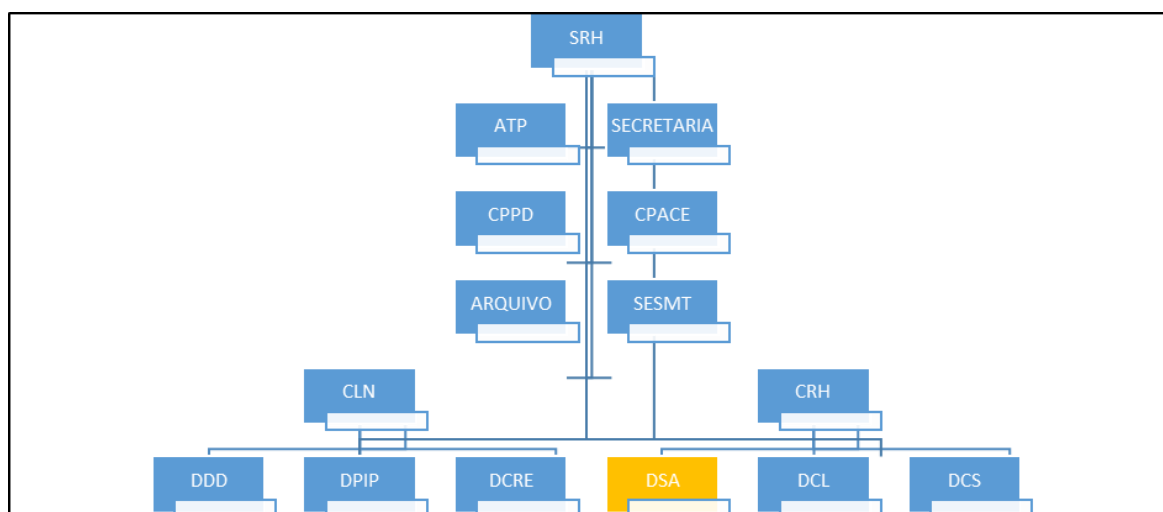 SRH
ATP
SECRETARIA
CPPD
CPACE
ARQUIVO
SESMT
CLN
CRH
DDD
DPIP
DCRE
DSA
DCL
DCS